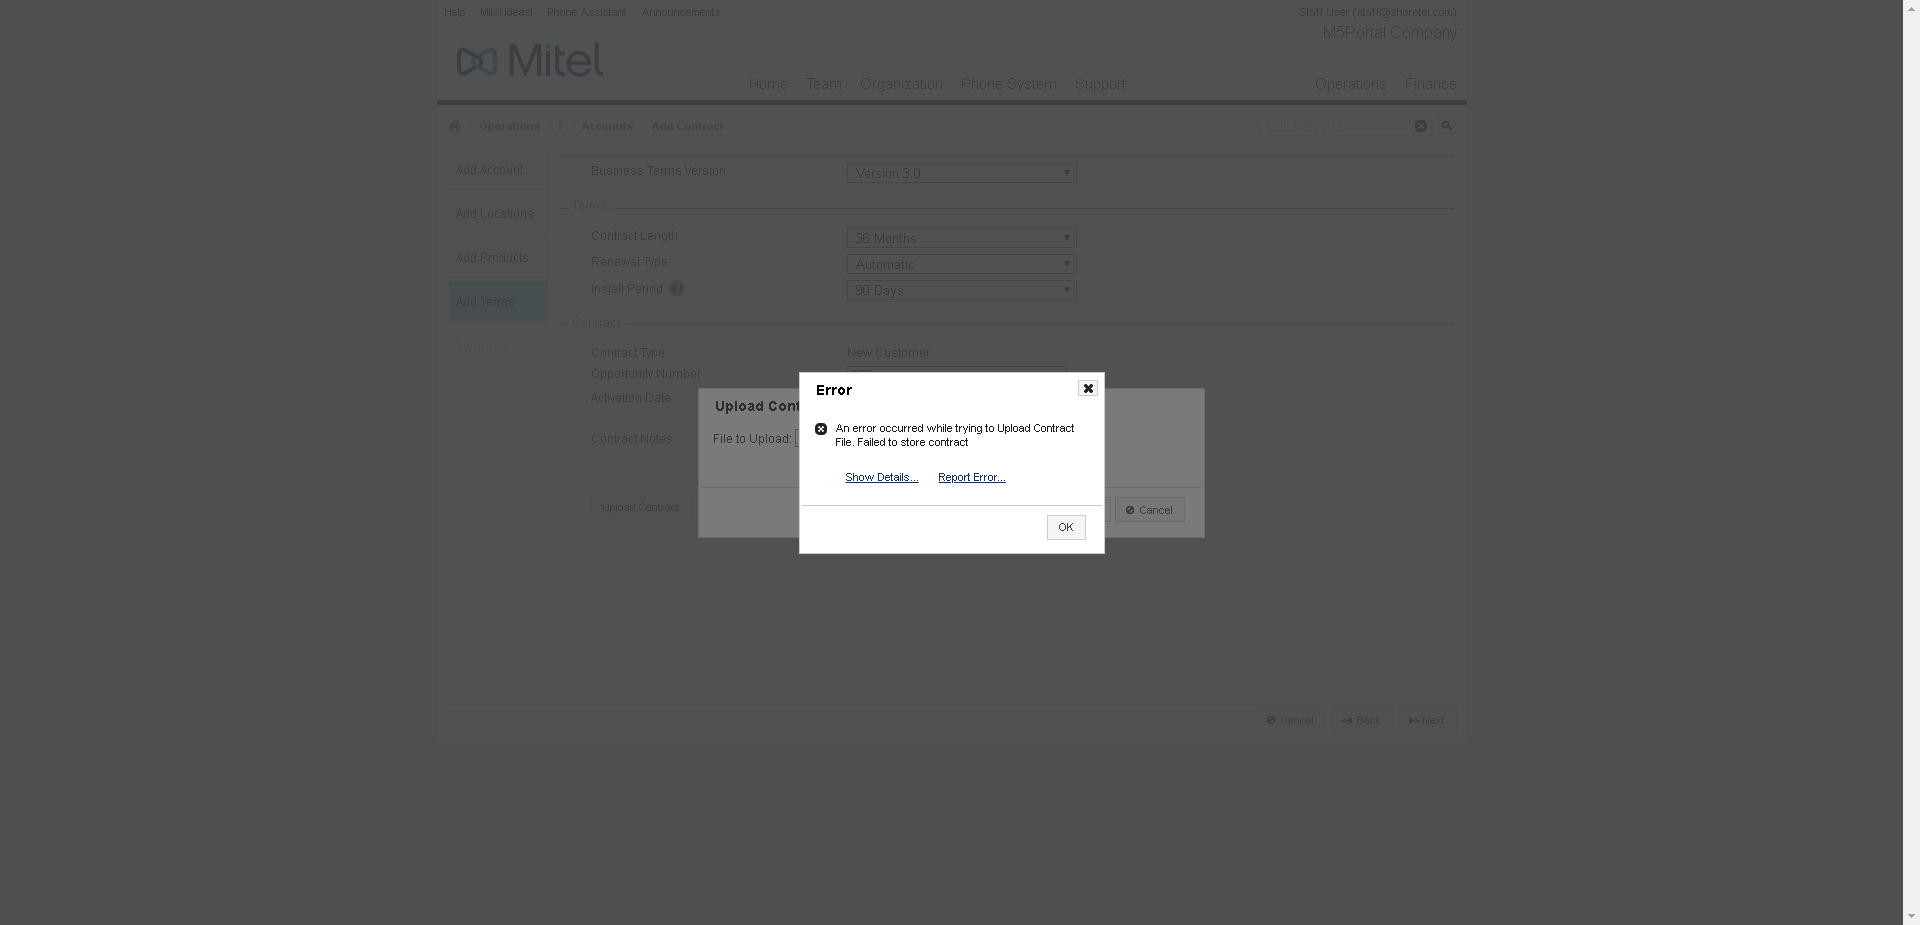 Help Mitel Ideas! Phone Assistant Announcements Staff User (staff@shoretel.com)
M5Portal Company
Mitel
Home Team Organization Phone System Support Operations Finance
Operations F Accounts Add Contract Quick Search
Add Account
Business Terms Version Version 3.0
Terms
Add Locations
Contract Length 36 Months
Add Products
Renewal Type Automatic
Install Period ? 90 Days
Add Terms
Contract
Summary
Contract Type New Customer
Opportunity Number
Activation Date
Contract Notes
Upload Contract
Upload Cont
File to Upload:
Cancel
Error
An error occurred while trying to Upload Contract
File. Failed to store contract
Show Details... Report Error...
OK
Cancel Back Next